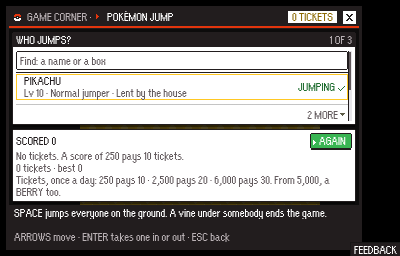 GAME CORNER · POKÉMON JUMP
0 TICKETS X
WHO JUMPS?
1 OF 3
Find: a name or a box
PIKACHU
Lv 10 · Normal jumper · Lent by the house
JUMPING ✓
2 MORE
SCORED 0
AGAIN
No tickets. A score of 250 pays 10 tickets.
0 tickets · best 0
Tickets, once a day: 250 pays 10 · 2,500 pays 20 · 6,000 pays 30. From 5,000, a
BERRY too.
SPACE jumps everyone on the ground. A vine under somebody ends the game.
ARROWS move · ENTER takes one in or out · ESC back
FEEDBACK